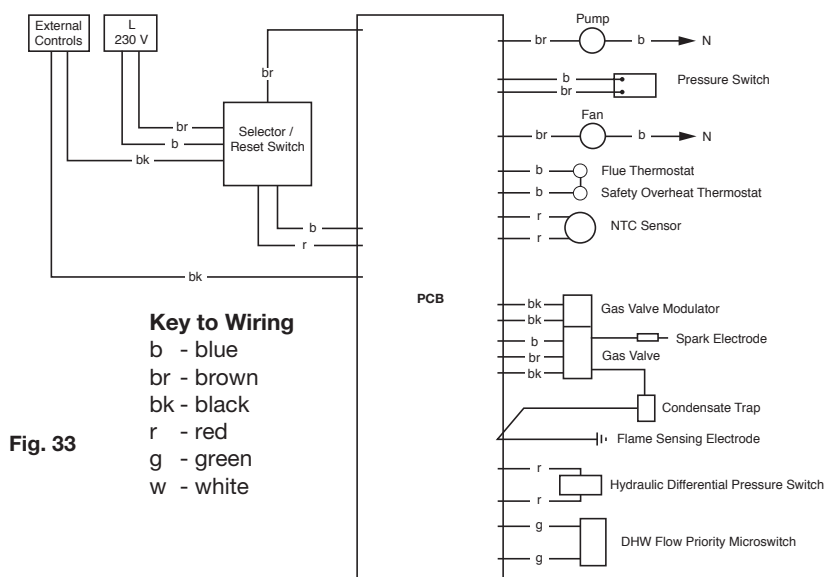 External
Controls
L
230 V
br
br
b
bk
Selector /
Reset Switch
b
r
bk
PCB
Pump
br
b
N
b
br
Pressure Switch
Fan
br
b
N
b
Flue Thermostat
b
Safety Overheat Thermostat
r
r
NTC Sensor
bk
bk
Gas Valve Modulator
b
br
bk
Spark Electrode
Gas Valve
Condensate Trap
Flame Sensing Electrode
r
r
Hydraulic Differential Pressure Switch
g
g
DHW Flow Priority Microswitch
Key to Wiring
b - blue
br - brown
bk - black
r - red
g - green
w - white
Fig. 33